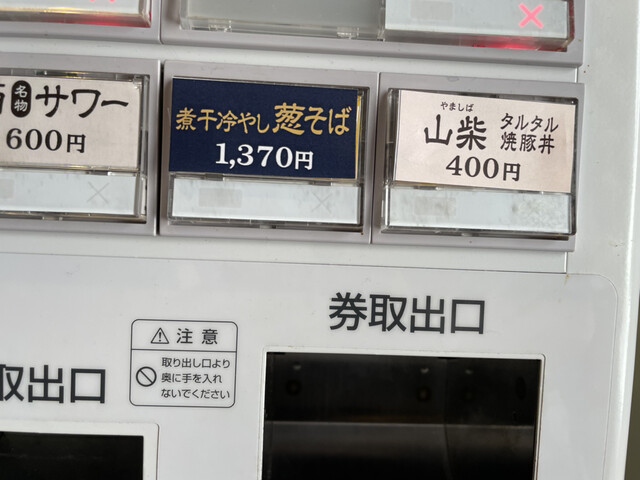 名物
サワー
600円
煮干冷やし葱そば
1,370円
やましば
山柴
タルタル
焼豚丼
400円
券取出口
注意
取り出し口より
奥に手を入れ
ないでください
取出口